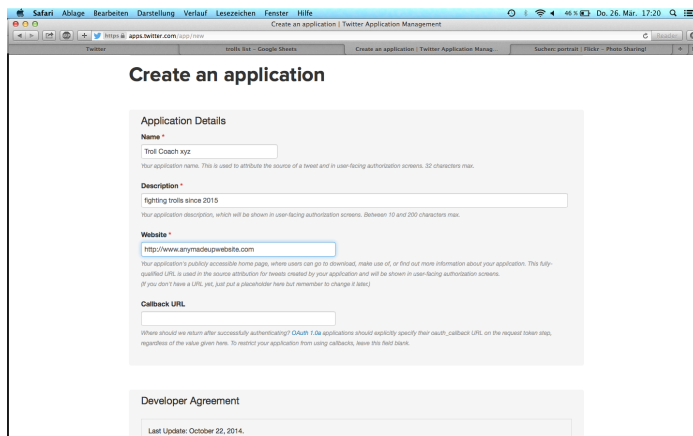 Safari Ablage Bearbeiten Darstellung Verlauf Lesezeichen Fenster Hilfe 46 % Do. 26. Mär. 17:20
Create an application | Twitter Application Management
https apps.twitter.com/app/new Reader
Twitter trolls list – Google Sheets Create an application | Twitter Application Manag... Suchen: portrait | Flickr – Photo Sharing!
Create an application
Application Details
Name *
Troll Coach xyz
Your application name. This is used to attribute the source of a tweet and in user-facing authorization screens. 32 characters max.
Description *
fighting trolls since 2015
Your application description, which will be shown in user-facing authorization screens. Between 10 and 200 characters max.
Website *
http://www.anymadeupwebsite.com
Your application's publicly accessible home page, where users can go to download, make use of, or find out more information about your application. This fully-
qualified URL is used in the source attribution for tweets created by your application and will be shown in user-facing authorization screens.
(If you don't have a URL yet, just put a placeholder here but remember to change it later.)
Callback URL
Where should we return after successfully authenticating? OAuth 1.0a applications should explicitly specify their oauth_callback URL on the request token step,
regardless of the value given here. To restrict your application from using callbacks, leave this field blank.
Developer Agreement
Last Update: October 22, 2014.